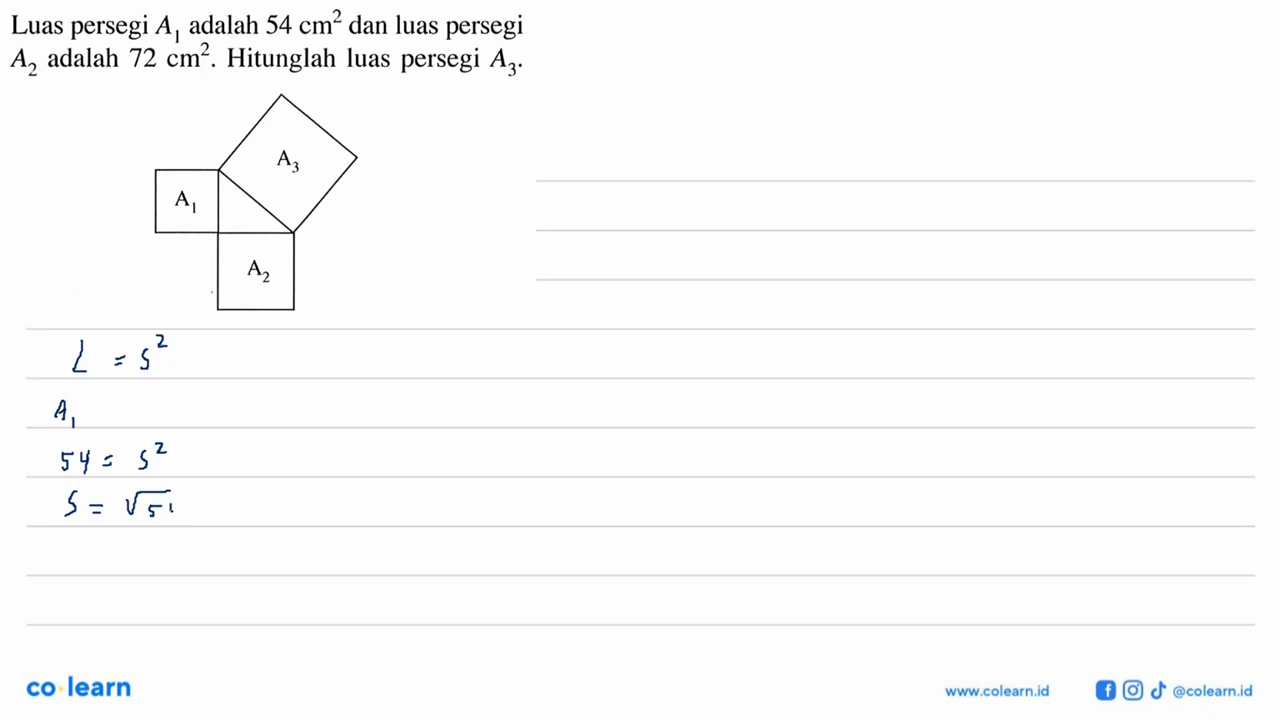 Luas persegi A₁ adalah 54 cm² dan luas persegi
A₂ adalah 72 cm². Hitunglah luas persegi A₃.
A₃
A₁
A₂
L = s²
A₁
54 = s²
S =
co learn
www.colearn.id
@colearn.id